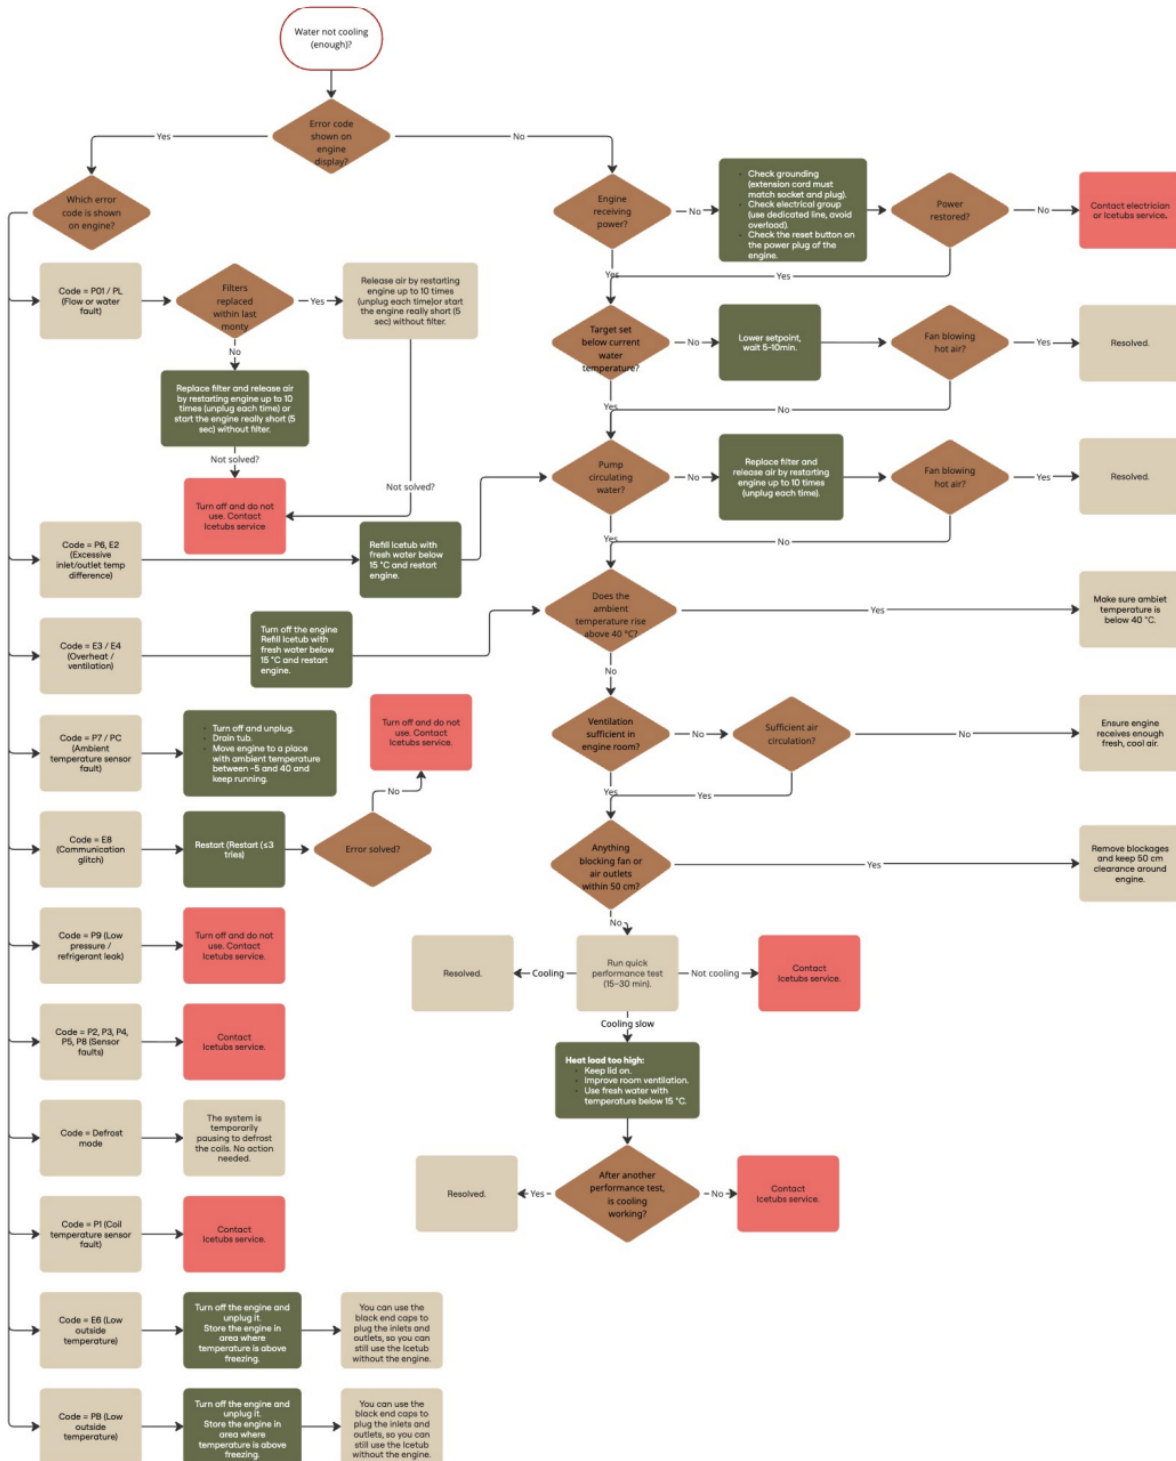 Water not cooling
(enough)?
Error code
shown on
engine
display?
Yes
No
Which error
code is shown
on engine?
Engine
receiving
power?
No
Check grounding
(extension cord must
match socket and plug).
Check electrical group
(use dedicated line, avoid
overload).
Check the reset button on
the power plug of the
engine.
Power
restored?
No
Contact electrician
or Icetubs service.
Yes
Yes
Code = P01 / PL
(Flow or water
fault)
Filters
replaced
within last
monty
Yes
Release air by restarting
engine up to 10 times
(unplug each time)or start
the engine really short (5
sec) without filter.
No
Replace filter and release air
by restarting engine up to 10
times (unplug each time) or
start the engine really short (5
sec) without filter.
Not solved?
Not solved?
Turn off and do not
use. Contact
Icetubs service
Target set
below current
water
temperature?
No
Lower setpoint,
wait 5-10min.
Fan blowing
hot air?
Yes
Resolved.
Yes
No
Pump
circulating
water?
No
Replace filter and
release air by restarting
engine up to 10 times
(unplug each time).
Fan blowing
hot air?
Yes
Resolved.
Yes
No
Code = P6, E2
(Excessive
inlet/outlet temp
difference)
Refill Icetub with
fresh water below
15 °C and restart
engine.
Does the
ambient
temperature rise
above 40 °C?
Yes
Make sure ambiet
temperature is
below 40 °C.
No
Code = E3 / E4
(Overheat /
ventilation)
Turn off the engine
Refill Icetub with
fresh water below
15 °C and restart
engine.
Code = P7 / PC
(Ambient
temperature sensor
fault)
Turn off and unplug.
Drain tub.
Move engine to a place
with ambient temperature
between -5 and 40 and
keep running.
Turn off and do not
use. Contact
Icetubs service.
No
Ventilation
sufficient in
engine room?
No
Sufficient air
circulation?
No
Ensure engine
receives enough
fresh, cool air.
Yes
Yes
Code = E8
(Communication
glitch)
Restart (Restart (≤3
tries)
Error solved?
Anything
blocking fan or
air outlets
within 50 cm?
Yes
Remove blockages
and keep 50 cm
clearance around
engine.
No
Code = P9 (Low
pressure /
refrigerant leak)
Turn off and do not
use. Contact
Icetubs service.
Resolved.
Cooling
Run quick
performance test
(15–30 min).
Not cooling
Contact
Icetubs service.
Cooling slow
Code = P2, P3, P4,
P5, P8 (Sensor
faults)
Contact
Icetubs service.
Heat load too high:
Keep lid on.
Improve room ventilation.
Use fresh water with
temperature below 15 °C.
Code = Defrost
mode
The system is
temporarily
pausing to defrost
the coils. No action
needed.
Resolved.
Yes
After another
performance test,
is cooling
working?
No
Contact
Icetubs service.
Code = P1 (Coil
temperature sensor
fault)
Contact
Icetubs service.
Code = E6 (Low
outside
temperature)
Turn off the engine and
unplug it.
Store the engine in
area where
temperature is above
freezing.
You can use the
black end caps to
plug the inlets and
outlets, so you can
still use the Icetub
without the engine.
Code = PB (Low
outside
temperature)
Turn off the engine and
unplug it.
Store the engine in
area where
temperature is above
freezing.
You can use the
black end caps to
plug the inlets and
outlets, so you can
still use the Icetub
without the engine.